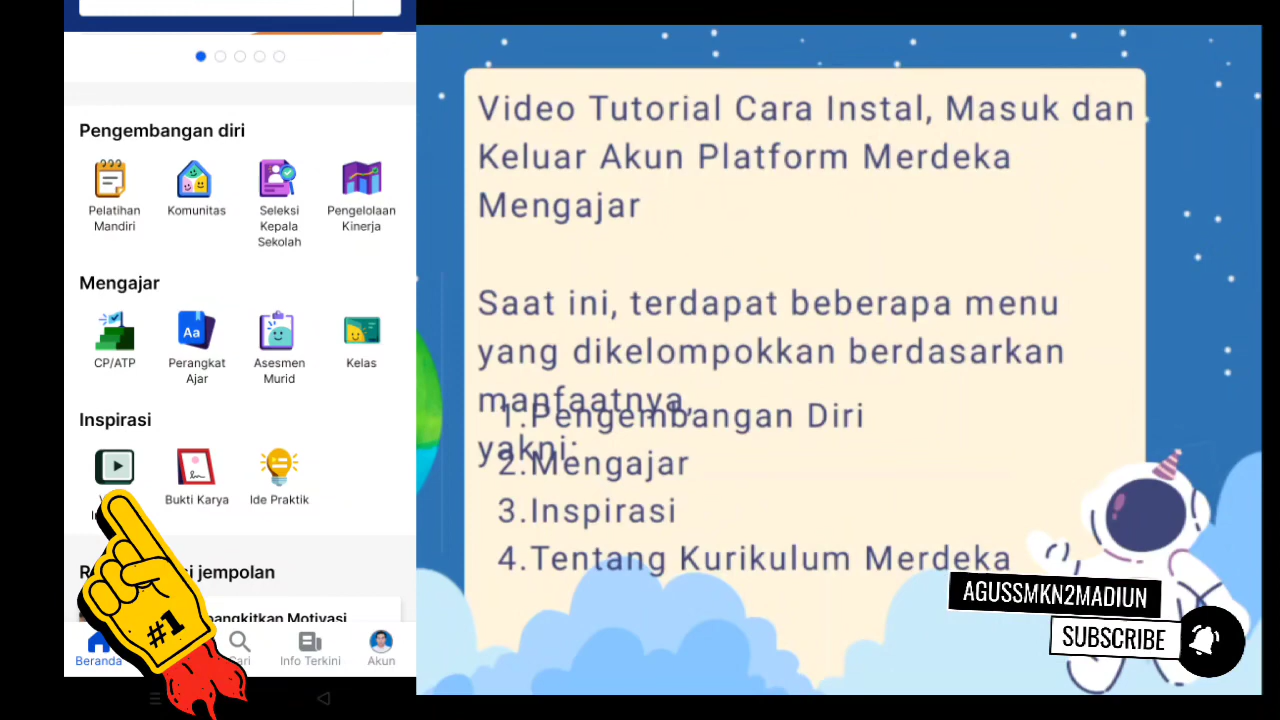 Pengembangan diri
Pelatihan Mandiri
Komunitas
Seleksi Kepala Sekolah
Pengelolaan Kinerja
Mengajar
CP/ATP
Perangkat Ajar
Asesmen Murid
Kelas
Inspirasi
Bukti Karya
Ide Praktik
jempolan
bangkitkan Motivasi
Beranda
Info Terkini
Akun
#1
Video Tutorial Cara Instal, Masuk dan
Keluar Akun Platform Merdeka
Mengajar
Saat ini, terdapat beberapa menu
yang dikelompokkan berdasarkan
manfaatnya,
yakni:
1.Pengembangan Diri
2.Mengajar
3.Inspirasi
4.Tentang Kurikulum Merdeka
AGUSSMKN2MADIUN
SUBSCRIBE